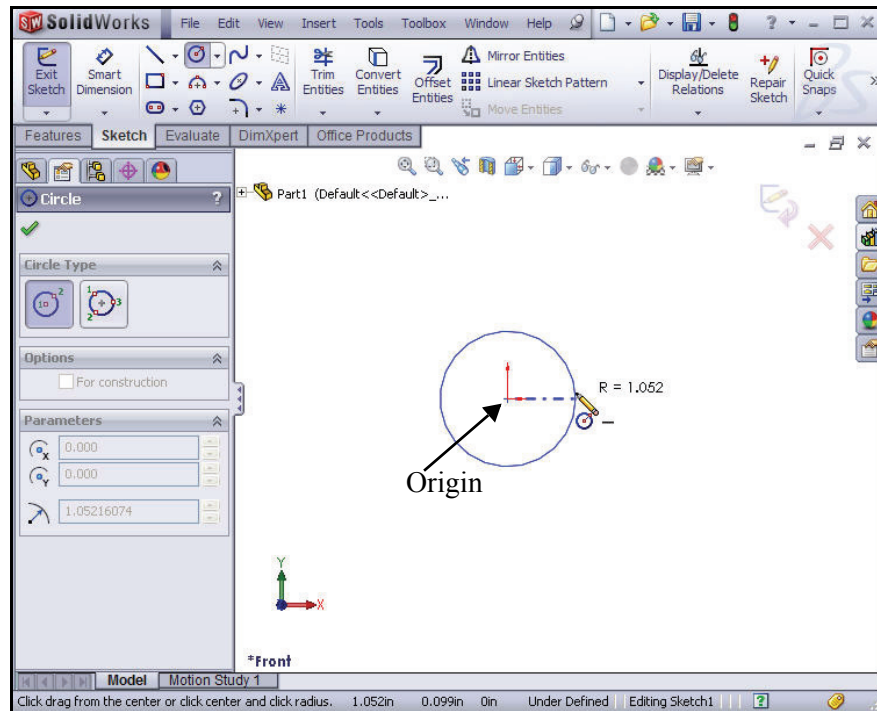 SolidWorks File Edit View Insert Tools Toolbox Window Help ?
Exit Sketch
Smart Dimension
Trim Entities
Convert Entities
Offset Entities
Mirror Entities
Linear Sketch Pattern
Move Entities
Display/Delete Relations
Repair Sketch
Quick Snaps
Features Sketch Evaluate DimXpert Office Products
Part1 (Default<<Default>_...
Circle ?
Circle Type
Options
For construction
Parameters
0.000
0.000
1.05216074
R = 1.052
Origin
Y
X
*Front
Model Motion Study 1
Click drag from the center or click center and click radius. 1.052in 0.099in 0in Under Defined Editing Sketch1 ?